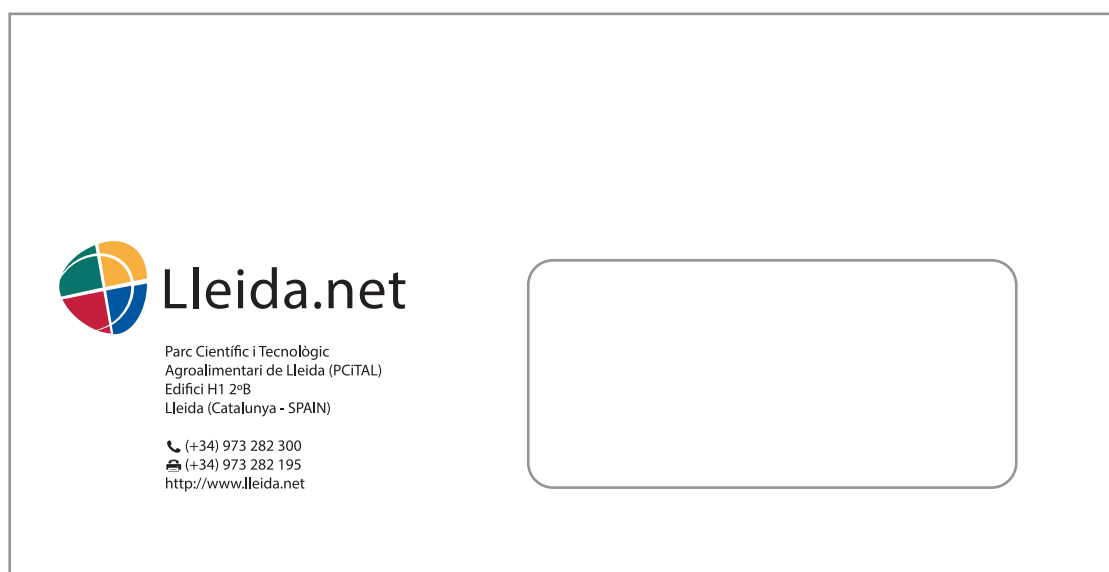 Lleida.net
Parc Científic i Tecnològic
Agroalimentari de Lleida (PCiTAL)
Edifici H1 2ºB
Lleida (Catalunya - SPAIN)
(+34) 973 282 300
(+34) 973 282 195
http://www.lleida.net